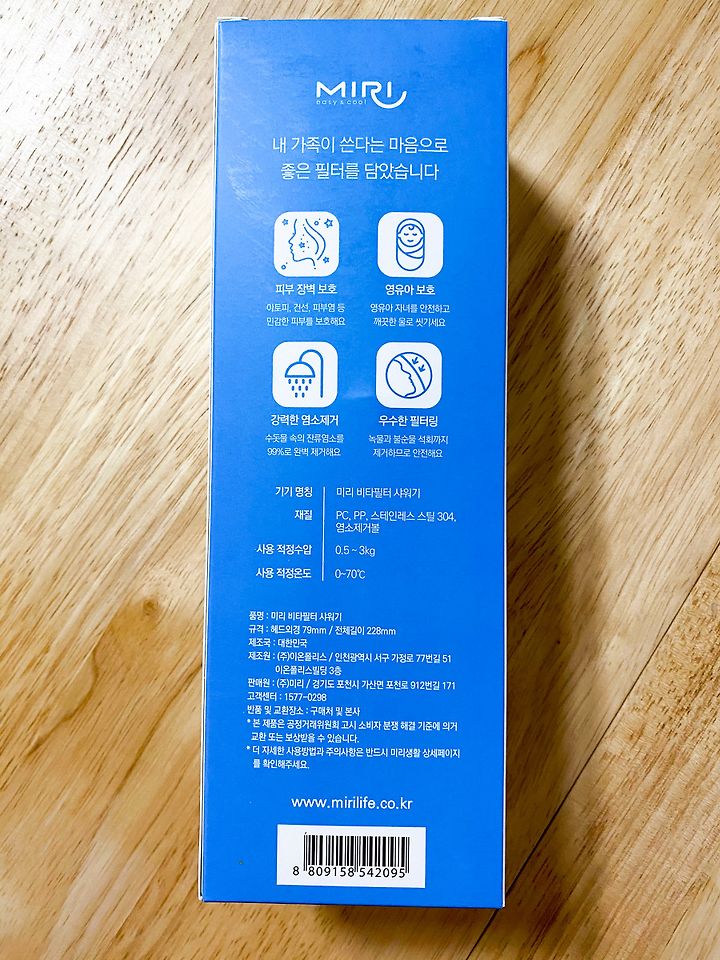 MIRI
easy & cool
내 가족이 쓴다는 마음으로
좋은 필터를 담았습니다
피부 장벽 보호
아토피, 건선, 피부염 등
민감한 피부를 보호해요
영유아 보호
영유아 자녀를 안전하고
깨끗한 물로 씻기세요
강력한 염소제거
수돗물 속의 잔류염소를
99%로 완벽 제거해요
우수한 필터링
녹물과 불순물 석회까지
제거하므로 안전해요
기기 명칭 미리 비타필터 샤워기
재질 PC, PP, 스테인레스 스틸 304,
염소제거볼
사용 적정수압 0.5 ~ 3kg
사용 적정온도 0~70℃
품명 : 미리 비타필터 샤워기
규격 : 헤드외경 79mm / 전체길이 228mm
제조국 : 대한민국
제조원 : (주)이온폴리스 / 인천광역시 서구 가정로 77번길 51
이온폴리스빌딩 3층
판매원 : (주)미리 / 경기도 포천시 가산면 포천로 912번길 171
고객센터 : 1577-0298
반품 및 교환장소 : 구매처 및 본사
* 본 제품은 공정거래위원회 고시 소비자 분쟁 해결 기준에 의거
교환 또는 보상받을 수 있습니다.
* 더 자세한 사용방법과 주의사항은 반드시 미리생활 상세페이지
를 확인해주세요.
www.mirilife.co.kr
8 809158 542095